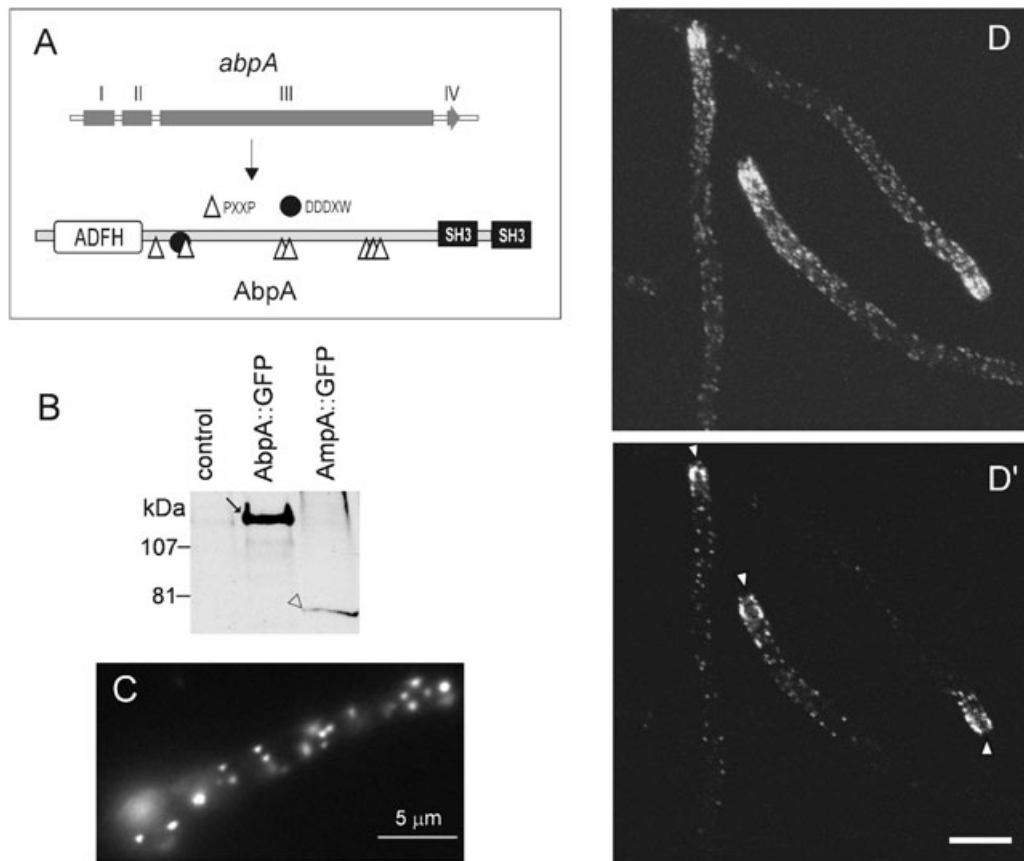 A
abpA
I II III IV
PXXP DDDXW
ADFH SH3 SH3
AbpA
B
control
AbpA::GFP
AmpA::GFP
kDa
107
81
C
5 µm
D
D'